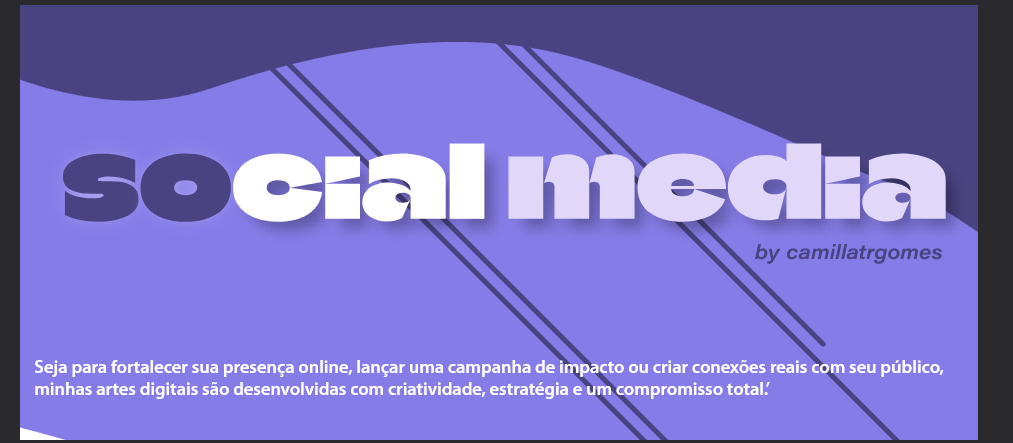 social media
by camillatrgomes
Seja para fortalecer sua presença online, lançar uma campanha de impacto ou criar conexões reais com seu público,
minhas artes digitais são desenvolvidas com criatividade, estratégia e um compromisso total.’